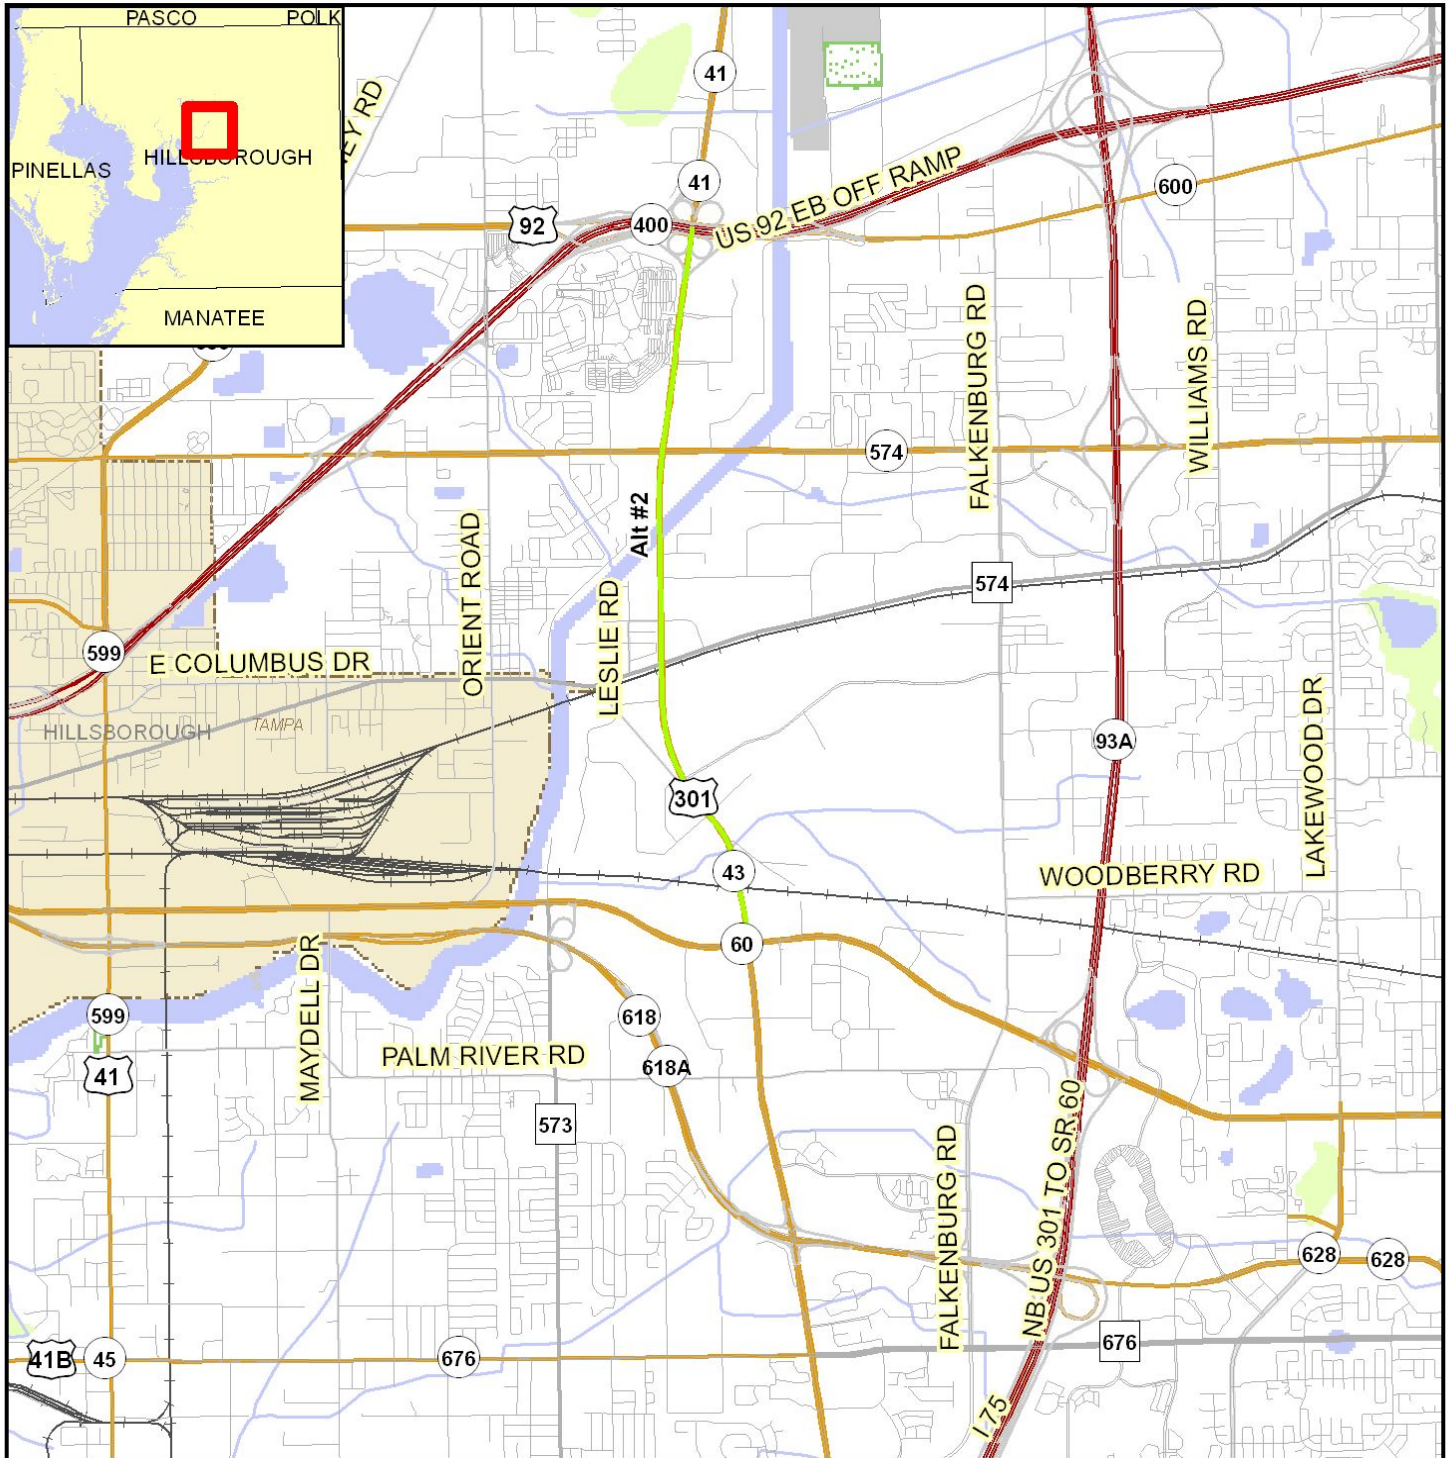 PASCO
POLK
PINELLAS
HILLSBOROUGH
MANATEE
41
41
92
400
US 92 EB OFF RAMP
600
FALKENBURG RD
WILLIAMS RD
574
Alt #2
ORIENT ROAD
LESLIE RD
574
599
E COLUMBUS DR
HILLSBOROUGH
TAMPA
LAKEWOOD DR
93A
301
43
WOODBERRY RD
60
MAYDELL DR
599
618
41
PALM RIVER RD
618A
573
FALKENBURG RD
NB US 301 TO SR 60
628
628
676
41B
45
676
I-75